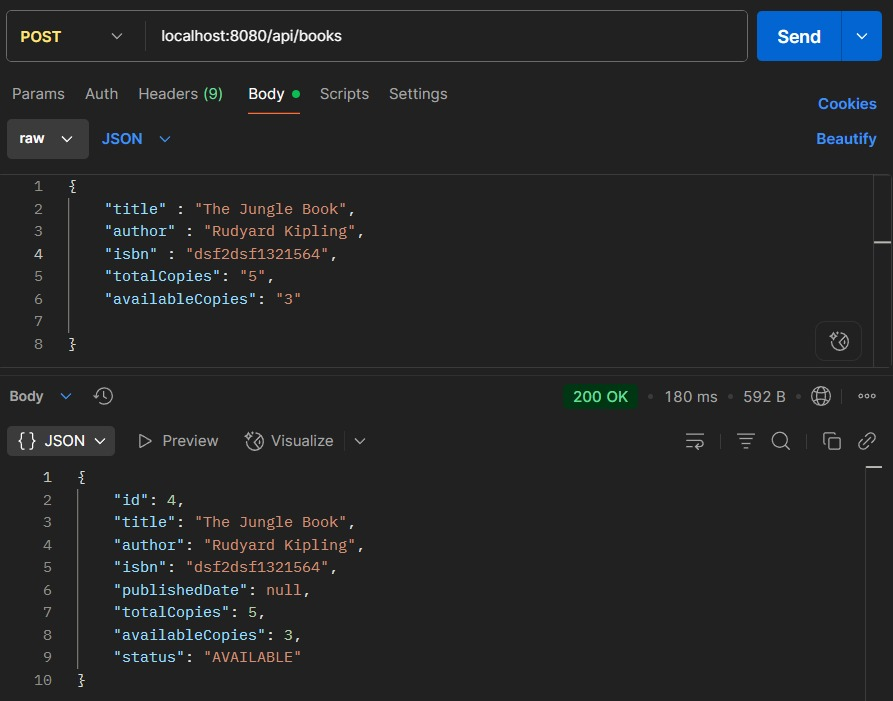 POST localhost:8080/api/books Send
Params Auth Headers (9) Body Scripts Settings Cookies
raw JSON Beautify
1 {
2 "title" : "The Jungle Book",
3 "author" : "Rudyard Kipling",
4 "isbn" : "dsf2dsf1321564",
5 "totalCopies": "5",
6 "availableCopies": "3"
7
8 }
Body 200 OK 180 ms 592 B
{} JSON Preview Visualize
1 {
2 "id": 4,
3 "title": "The Jungle Book",
4 "author": "Rudyard Kipling",
5 "isbn": "dsf2dsf1321564",
6 "publishedDate": null,
7 "totalCopies": 5,
8 "availableCopies": 3,
9 "status": "AVAILABLE"
10 }